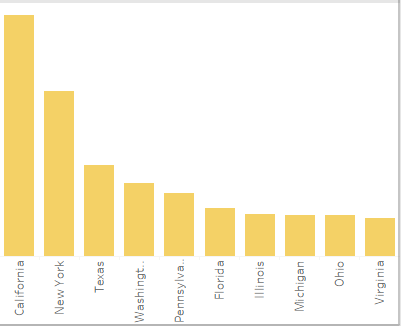 California
New York
Texas
Washingt..
Pennsylva..
Florida
Illinois
Michigan
Ohio
Virginia